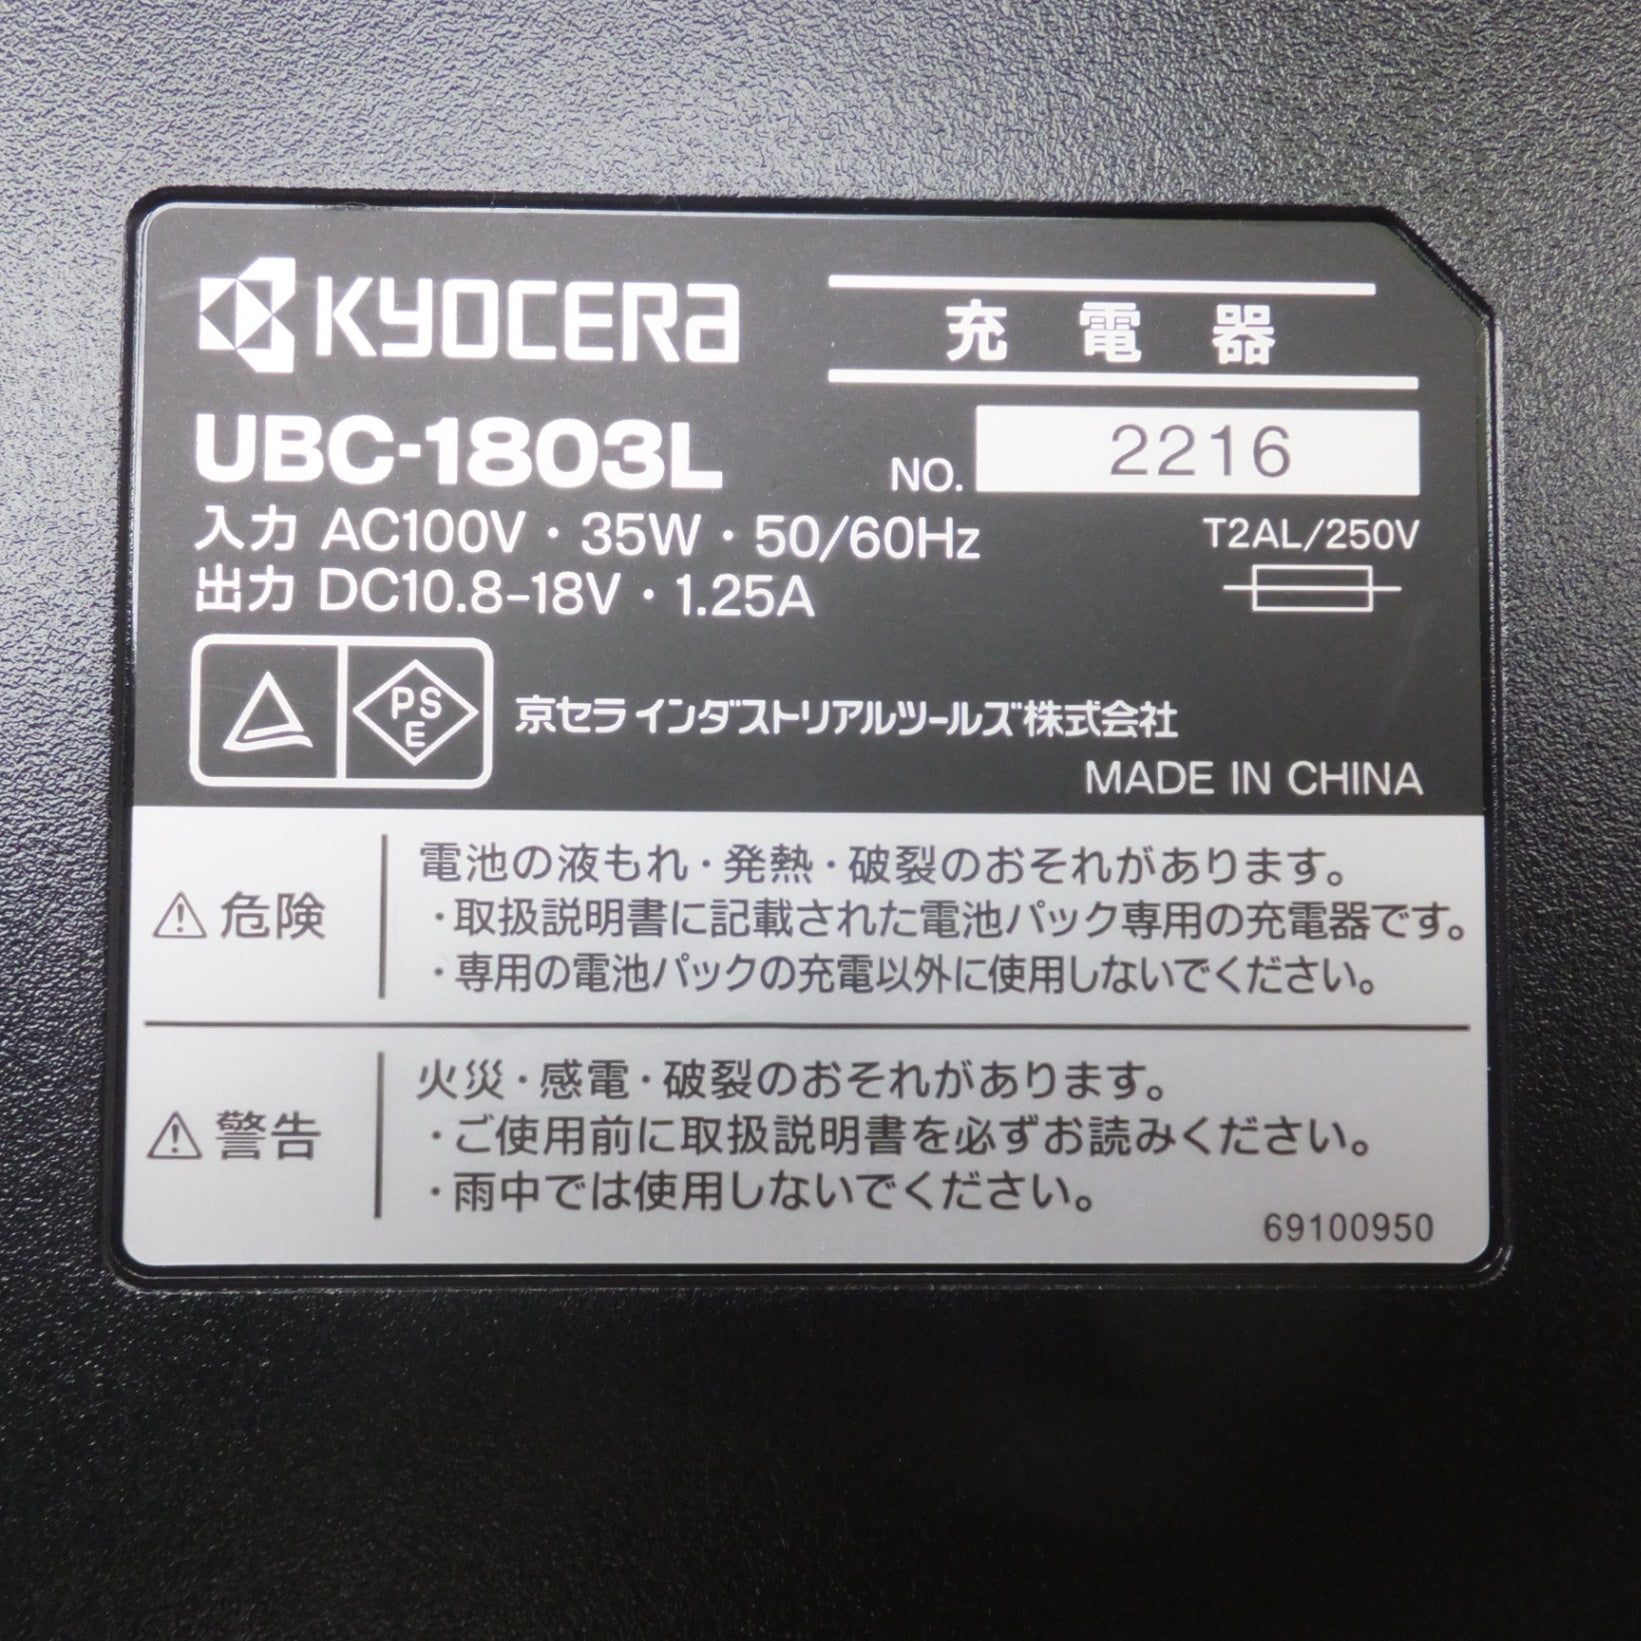 KYOCERA
充電器
UBC-1803L
NO. 2216
入力 AC100V・35W・50/60Hz
T2AL/250V
出力 DC10.8-18V・1.25A
PSE
京セラ インダストリアルツールズ株式会社
MADE IN CHINA
危険
電池の液もれ・発熱・破裂のおそれがあります。
・取扱説明書に記載された電池パック専用の充電器です。
・専用の電池パックの充電以外に使用しないでください。
警告
火災・感電・破裂のおそれがあります。
・ご使用前に取扱説明書を必ずお読みください。
・雨中では使用しないでください。
69100950